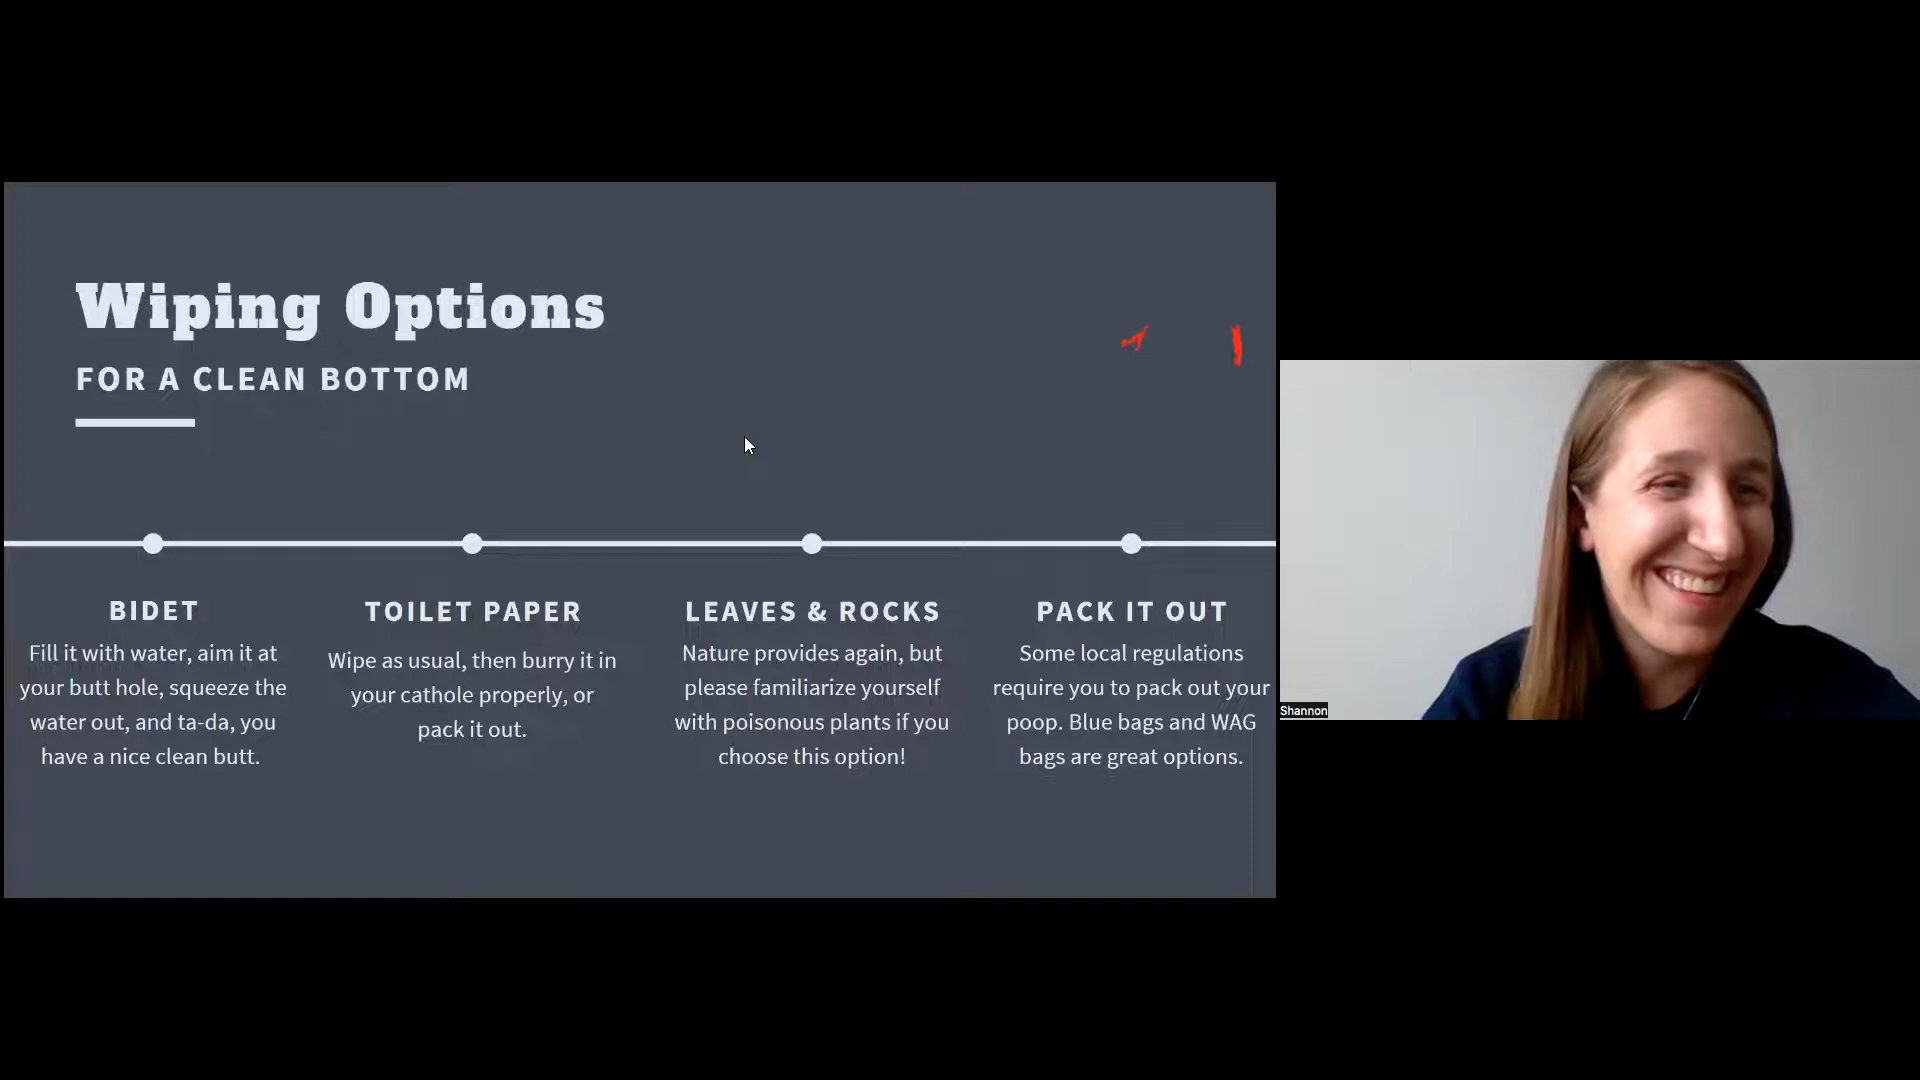 Wiping Options
FOR A CLEAN BOTTOM
BIDET
Fill it with water, aim it at
your butt hole, squeeze the
water out, and ta-da, you
have a nice clean butt.
TOILET PAPER
Wipe as usual, then burry it in
your cathole properly, or
pack it out.
LEAVES & ROCKS
Nature provides again, but
please familiarize yourself
with poisonous plants if you
choose this option!
PACK IT OUT
Some local regulations
require you to pack out your
poop. Blue bags and WAG
bags are great options.
Shannon